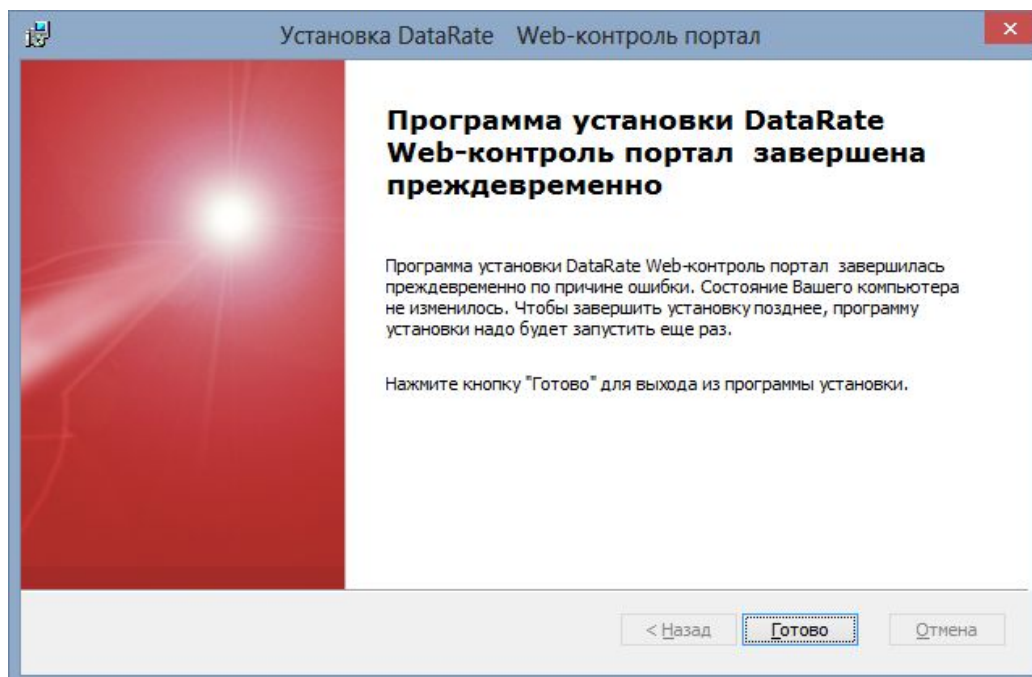 Установка DataRate Web-контроль портал
Программа установки DataRate
Web-контроль портал завершена
преждевременно
Программа установки DataRate Web-контроль портал завершилась
преждевременно по причине ошибки. Состояние Вашего компьютера
не изменилось. Чтобы завершить установку позднее, программу
установки надо будет запустить еще раз.
Нажмите кнопку "Готово" для выхода из программы установки.
< Назад Готово Отмена